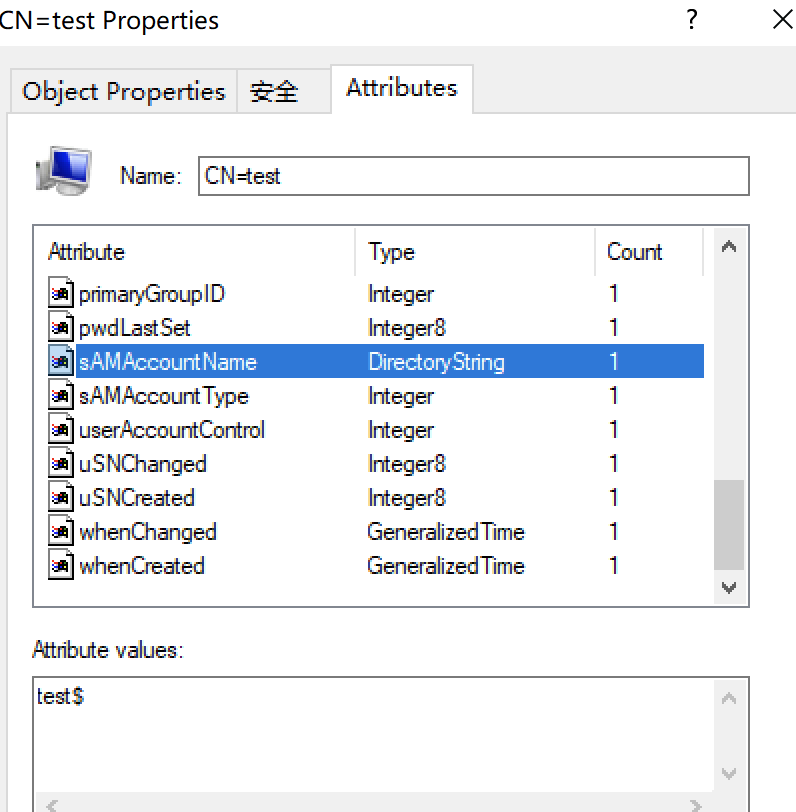 CN=test Properties ?
Object Properties 安全 Attributes
Name: CN=test
Attribute Type Count
primaryGroupID Integer 1
pwdLastSet Integer8 1
sAMAccountName DirectoryString 1
sAMAccountType Integer 1
userAccountControl Integer 1
uSNChanged Integer8 1
uSNCreated Integer8 1
whenChanged GeneralizedTime 1
whenCreated GeneralizedTime 1
Attribute values:
test$